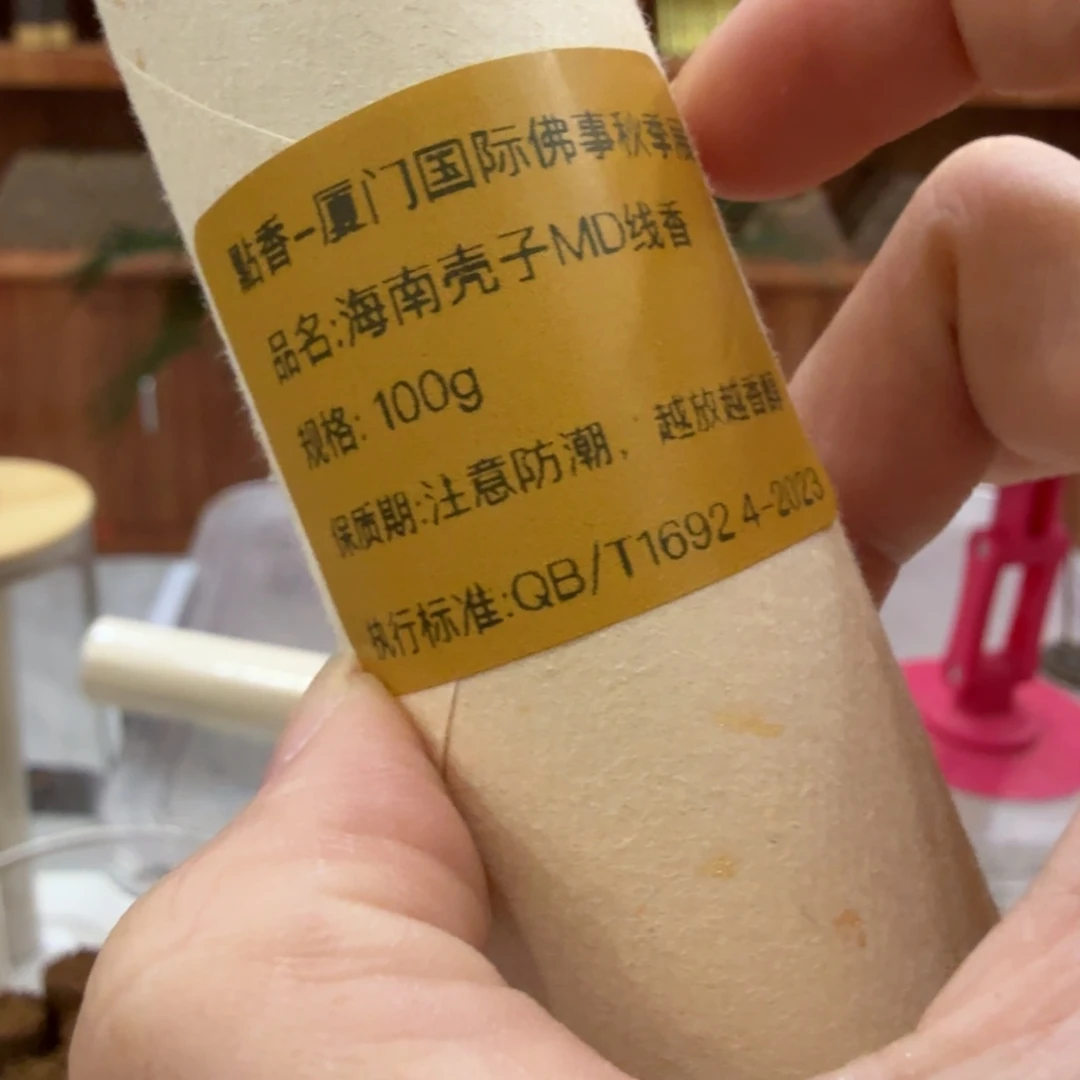 點香-厦门国际佛事秋季展
品名:海南壳子MD线香
规格: 100g
保质期:注意防潮，越放越香醇
执行标准:QB/T1692.4-2023